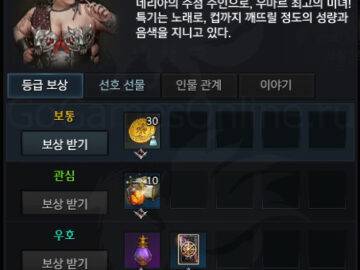 네리아의 주점 주인으로, 우마르 최고의 미녀!
특기는 노래로, 컵까지 깨뜨릴 정도의 성량과
음색을 지니고 있다.
등급 보상 선호 선물 인물 관계 이야기
보통
30
보상 받기
관심
10
보상 받기
우호
보상 받기